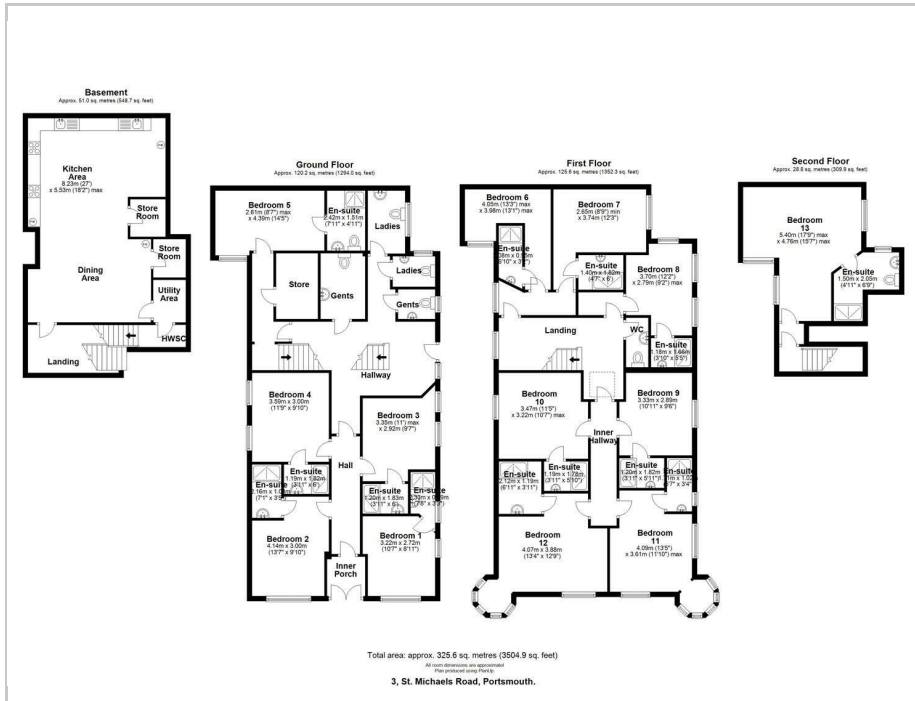 Basement
Approx. 51.0 sq. metres (548.7 sq. feet)
Kitchen
Area
8.23m (27')
x 5.53m (18'2") max
Store
Room
Store
Room
Dining
Area
Utility
Area
HWSC
Landing
Ground Floor
Approx. 120.2 sq. metres (1294.0 sq. feet)
Bedroom 5
2.61m (8'7") max
x 4.39m (14'5")
En-suite
2.42m x 1.51m
(7'11" x 4'11")
Ladies
Ladies
Store
Gents
Gents
Hallway
Bedroom 4
3.59m x 3.00m
(11'9" x 9'10")
Bedroom 3
3.35m (11') max
x 2.92m (9'7")
Hall
En-suite
1.19m x 1.82m
(3'11" x 6')
En-suite
En-suite
1.20m x 1.83m
(3'11" x 6')
En-suite
Bedroom 2
4.14m x 3.00m
(13'7" x 9'10")
Bedroom 1
3.22m x 2.72m
(10'7" x 8'11")
Inner
Porch
First Floor
Approx. 125.6 sq. metres (1352.3 sq. feet)
Bedroom 6
4.05m (13'3") max
x 3.98m (13'1") max
Bedroom 7
2.65m (8'9") min
x 3.74m (12'3")
En-suite
En-suite
1.40m x 1.82m
(4'7" x 6')
Bedroom 8
3.70m (12'2")
x 2.79m (9'2") max
Landing
WC
En-suite
1.18m x 1.66m
(3'10" x 5'5")
Bedroom
10
3.47m (11'5")
x 3.22m (10'7") max
Bedroom 9
3.33m x 2.89m
(10'11" x 9'6")
Inner
Hallway
En-suite
2.12m x 1.19m
(6'11" x 3'11")
En-suite
1.19m x 1.78m
(3'11" x 5'10")
En-suite
1.20m x 1.82m
(3'11" x 5'11")
En-suite
Bedroom
12
4.07m x 3.88m
(13'4" x 12'9")
Bedroom
11
4.09m (13'5")
x 3.61m (11'10") max
Second Floor
Approx. 28.8 sq. metres (309.9 sq. feet)
Bedroom
13
5.40m (17'9") max
x 4.76m (15'7") max
En-suite
1.50m x 2.05m
(4'11" x 6'9")
Total area: approx. 325.6 sq. metres (3504.9 sq. feet)
All room dimensions are approximate!
Plan produced using PlanUp.
3, St. Michaels Road, Portsmouth.